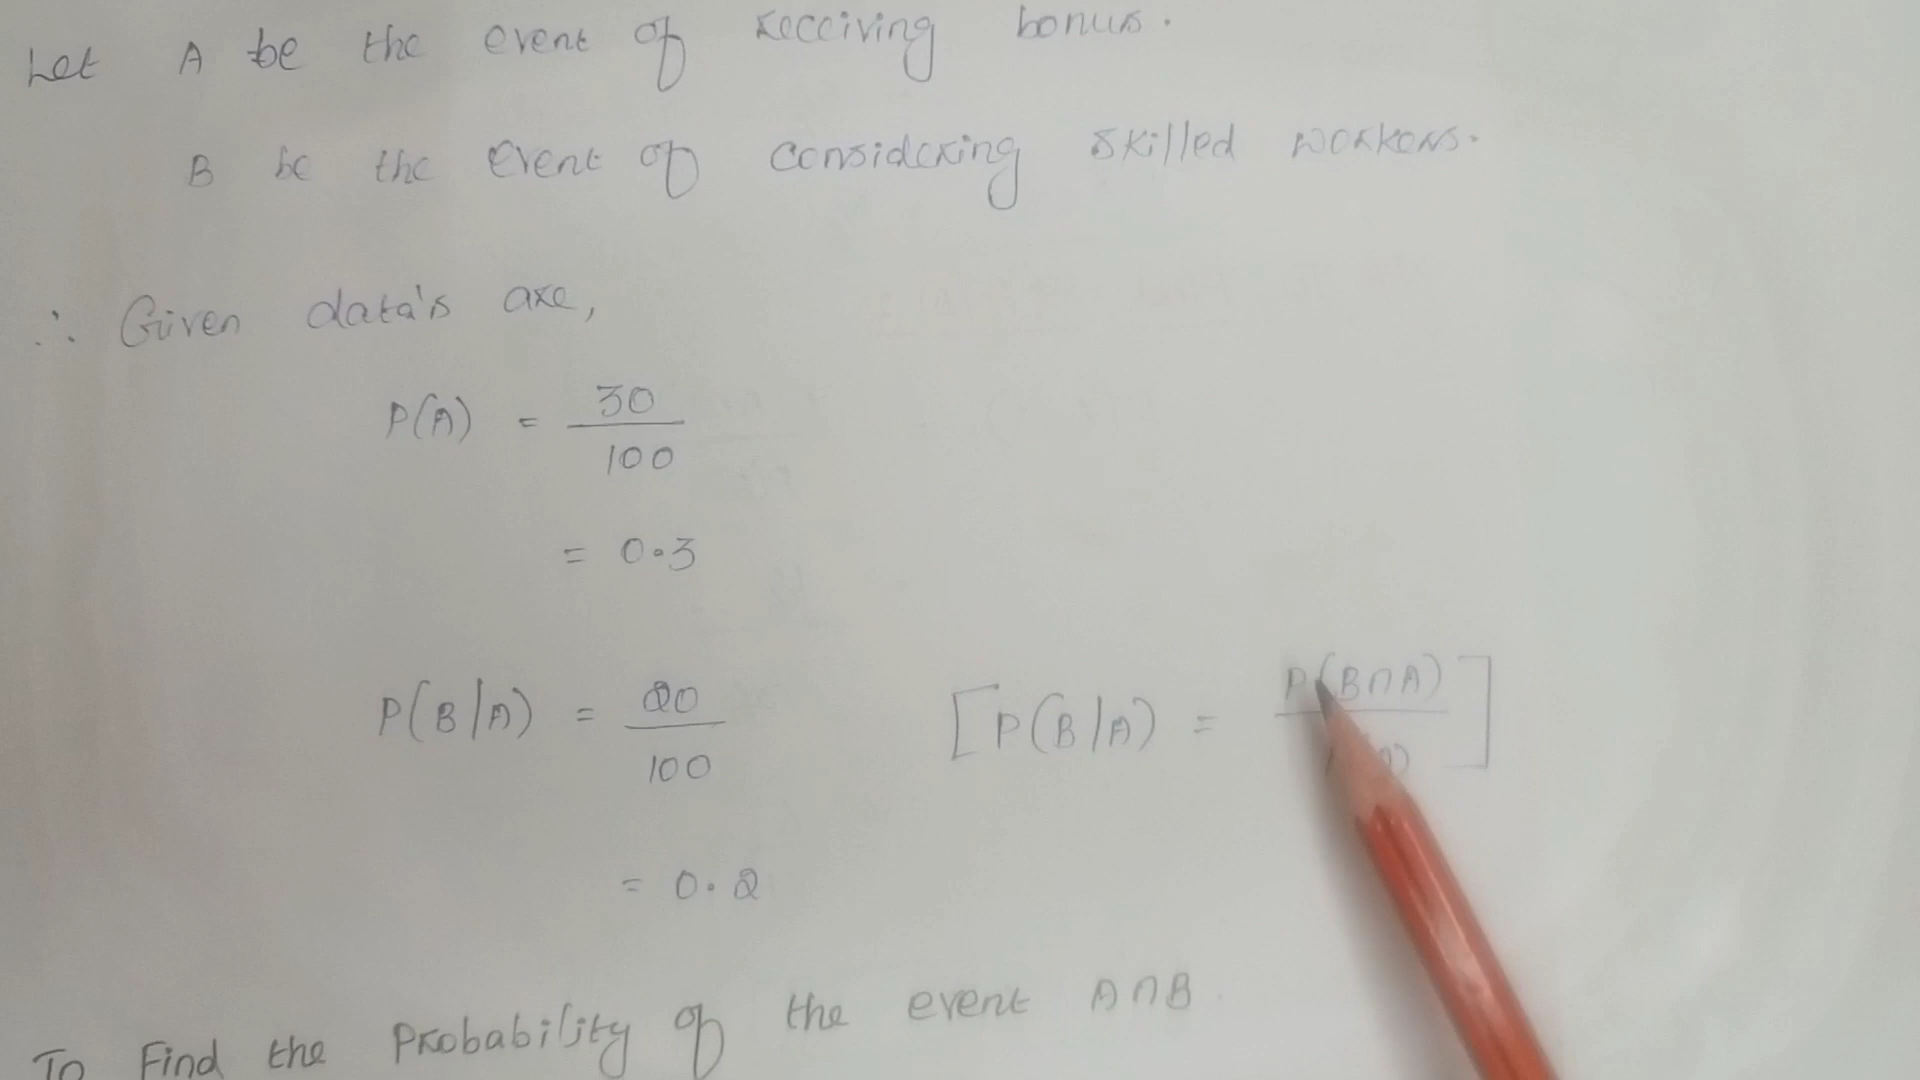 Let A be the event of receiving bonus.
B be the event of considering skilled workers.
∴ Given data's are,
P(A) = 30/100
= 0.3
P(B/A) = 20/100 [P(B/A) = P(B∩A)/
= 0.2
To Find the Probability of the event A∩B.